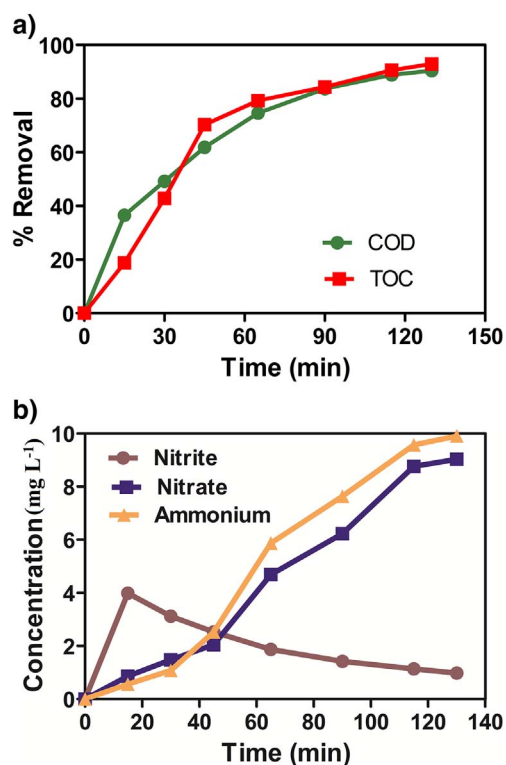 a)
% Removal
100
80
60
40
20
0
COD
TOC
0 30 60 90 120 150
Time (min)
b)
Concentration (mg L-1)
10
8
6
4
2
0
Nitrite
Nitrate
Ammonium
0 20 40 60 80 100 120 140
Time (min)